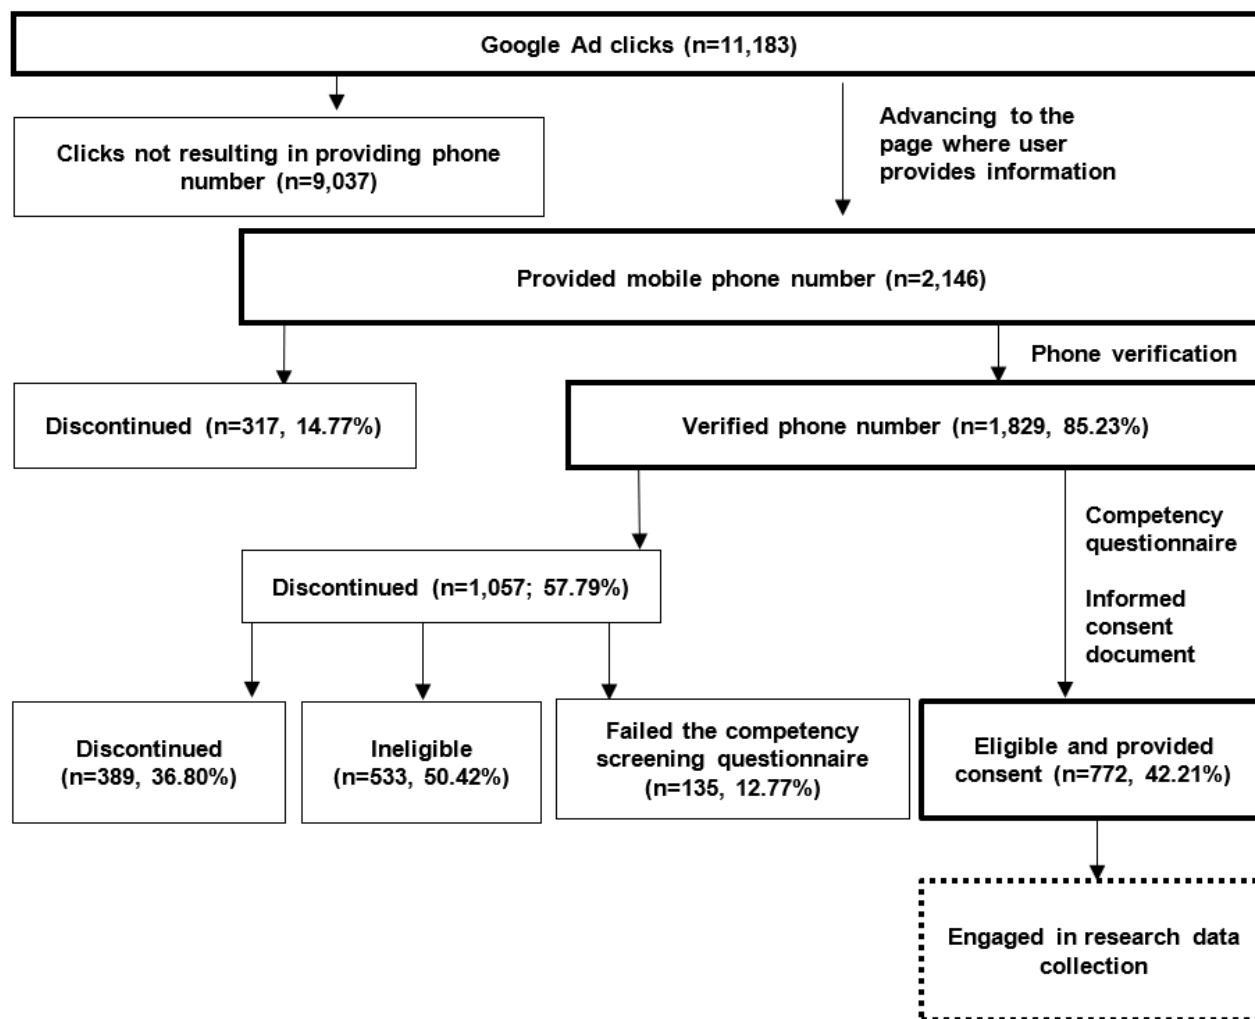 Google Ad clicks (n=11,183)
Clicks not resulting in providing phone
number (n=9,037)
Advancing to the
page where user
provides information
Provided mobile phone number (n=2,146)
Phone verification
Discontinued (n=317, 14.77%)
Verified phone number (n=1,829, 85.23%)
Competency
questionnaire
Informed
consent
document
Discontinued (n=1,057; 57.79%)
Discontinued
(n=389, 36.80%)
Ineligible
(n=533, 50.42%)
Failed the competency
screening questionnaire
(n=135, 12.77%)
Eligible and provided
consent (n=772, 42.21%)
Engaged in research data
collection